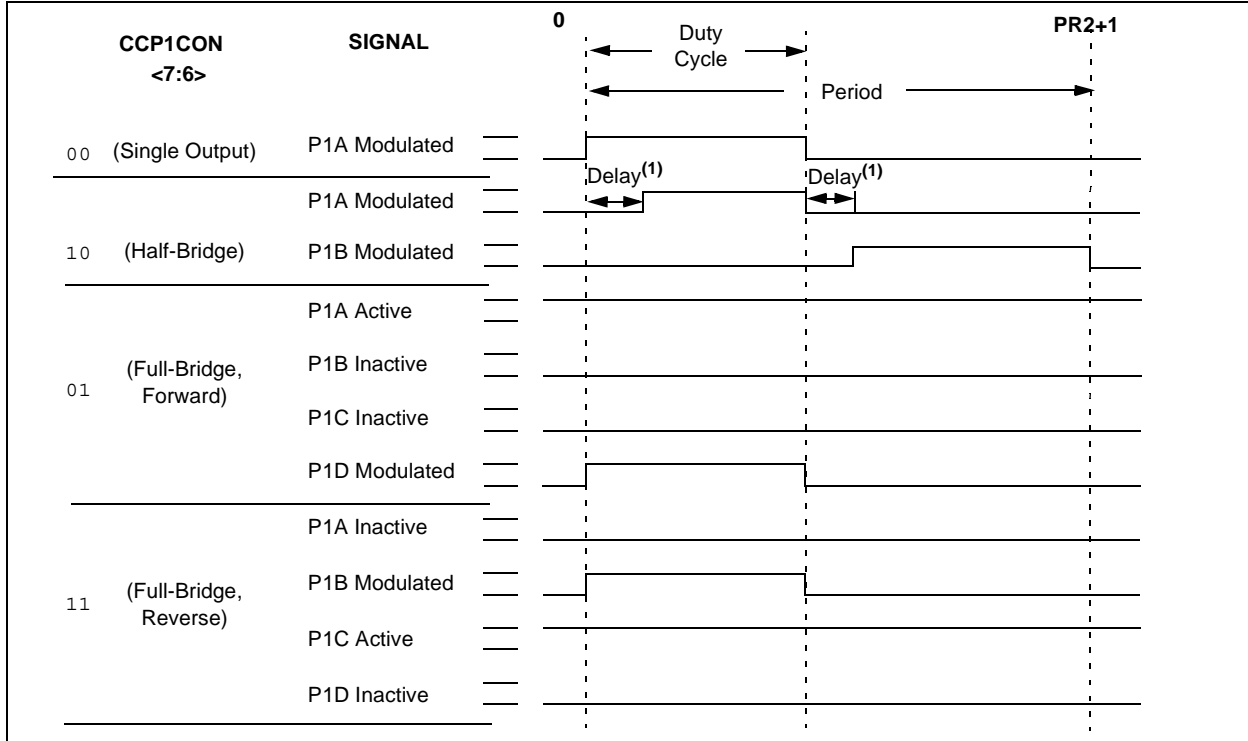 0
PR2+1
CCP1CON
<7:6>
SIGNAL
Duty
Cycle
Period
00 (Single Output) P1A Modulated
Delay(1) Delay(1)
P1A Modulated
10 (Half-Bridge) P1B Modulated
P1A Active
P1B Inactive
01 (Full-Bridge,
Forward)
P1C Inactive
P1D Modulated
P1A Inactive
P1B Modulated
11 (Full-Bridge,
Reverse)
P1C Active
P1D Inactive